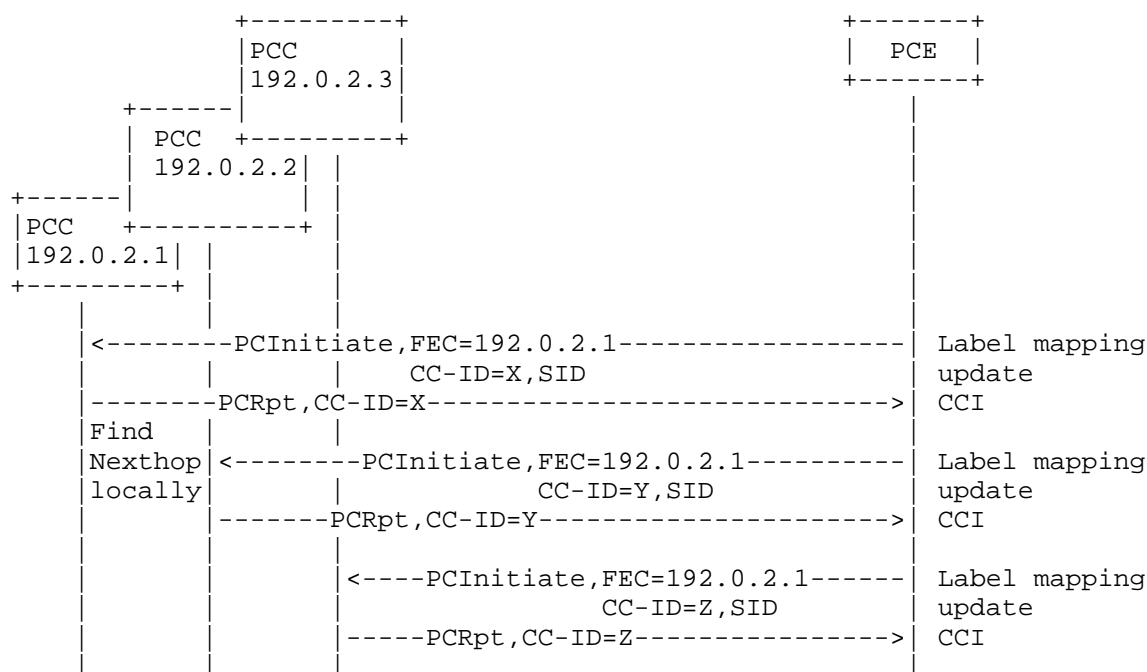 PCC
192.0.2.3
PCE
PCC
192.0.2.2
PCC
192.0.2.1
PCInitiate,FEC=192.0.2.1 Label mapping
CC-ID=X,SID update
PCRpt,CC-ID=X CCI
Find
Nexthop PCInitiate,FEC=192.0.2.1 Label mapping
locally CC-ID=Y,SID update
PCRpt,CC-ID=Y CCI
PCInitiate,FEC=192.0.2.1 Label mapping
CC-ID=Z,SID update
PCRpt,CC-ID=Z CCI